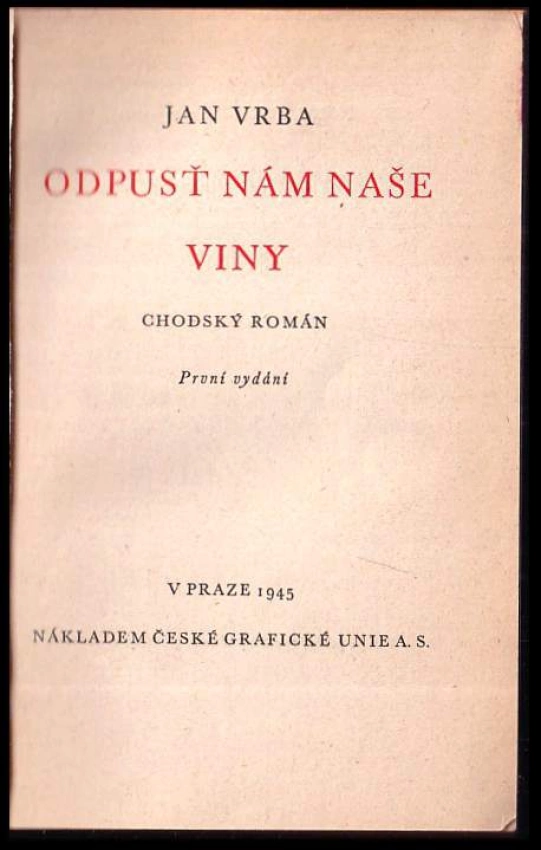 JAN VRBA
ODPUSŤ NÁM NAŠE
VINY
CHODSKÝ ROMÁN
První vydání
V PRAZE 1945
NÁKLADEM ČESKÉ GRAFICKÉ UNIE A. S.